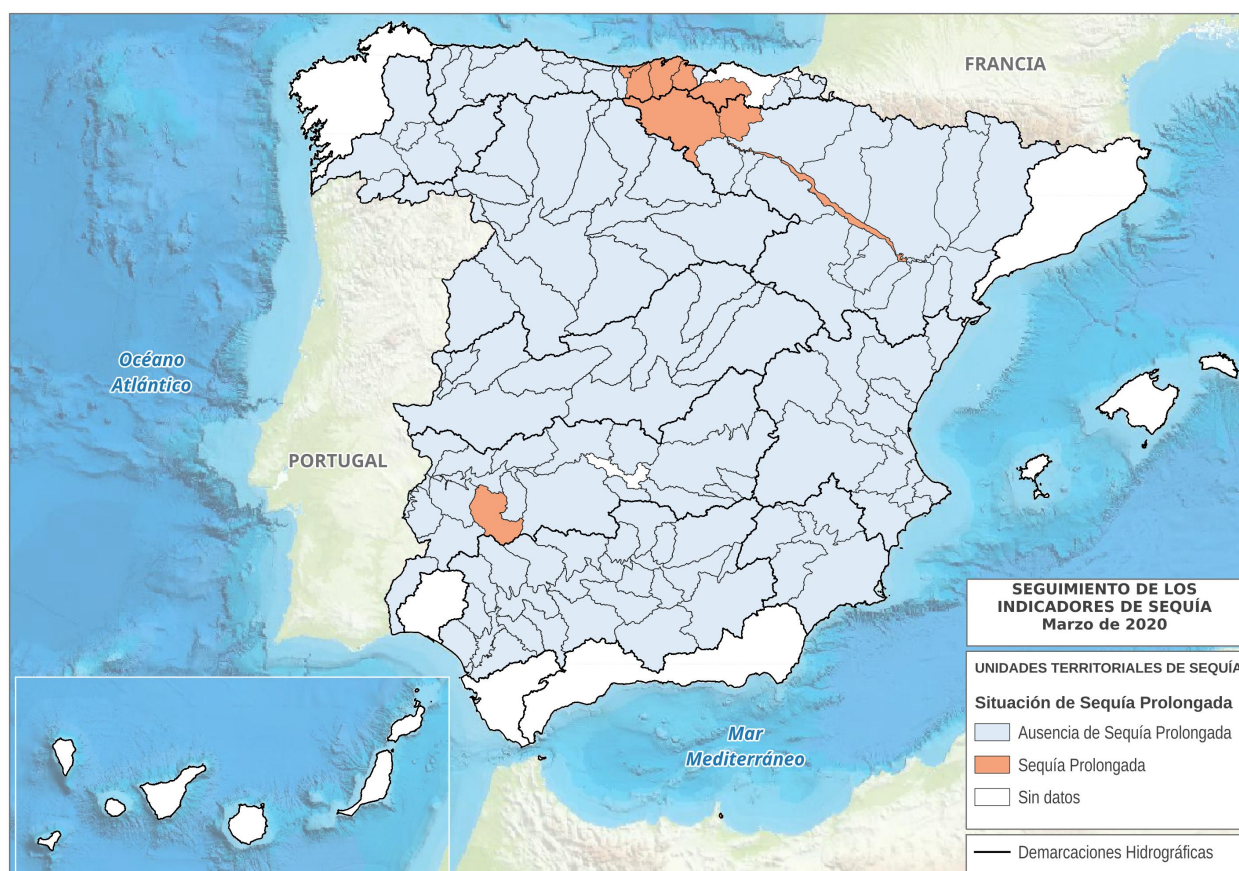 FRANCIA
Océano
Atlántico
PORTUGAL
Mar
Mediterráneo
SEGUIMIENTO DE LOS
INDICADORES DE SEQUÍA
Marzo de 2020
UNIDADES TERRITORIALES DE SEQUÍA
Situación de Sequía Prolongada
Ausencia de Sequía Prolongada
Sequía Prolongada
Sin datos
Demarcaciones Hidrográficas